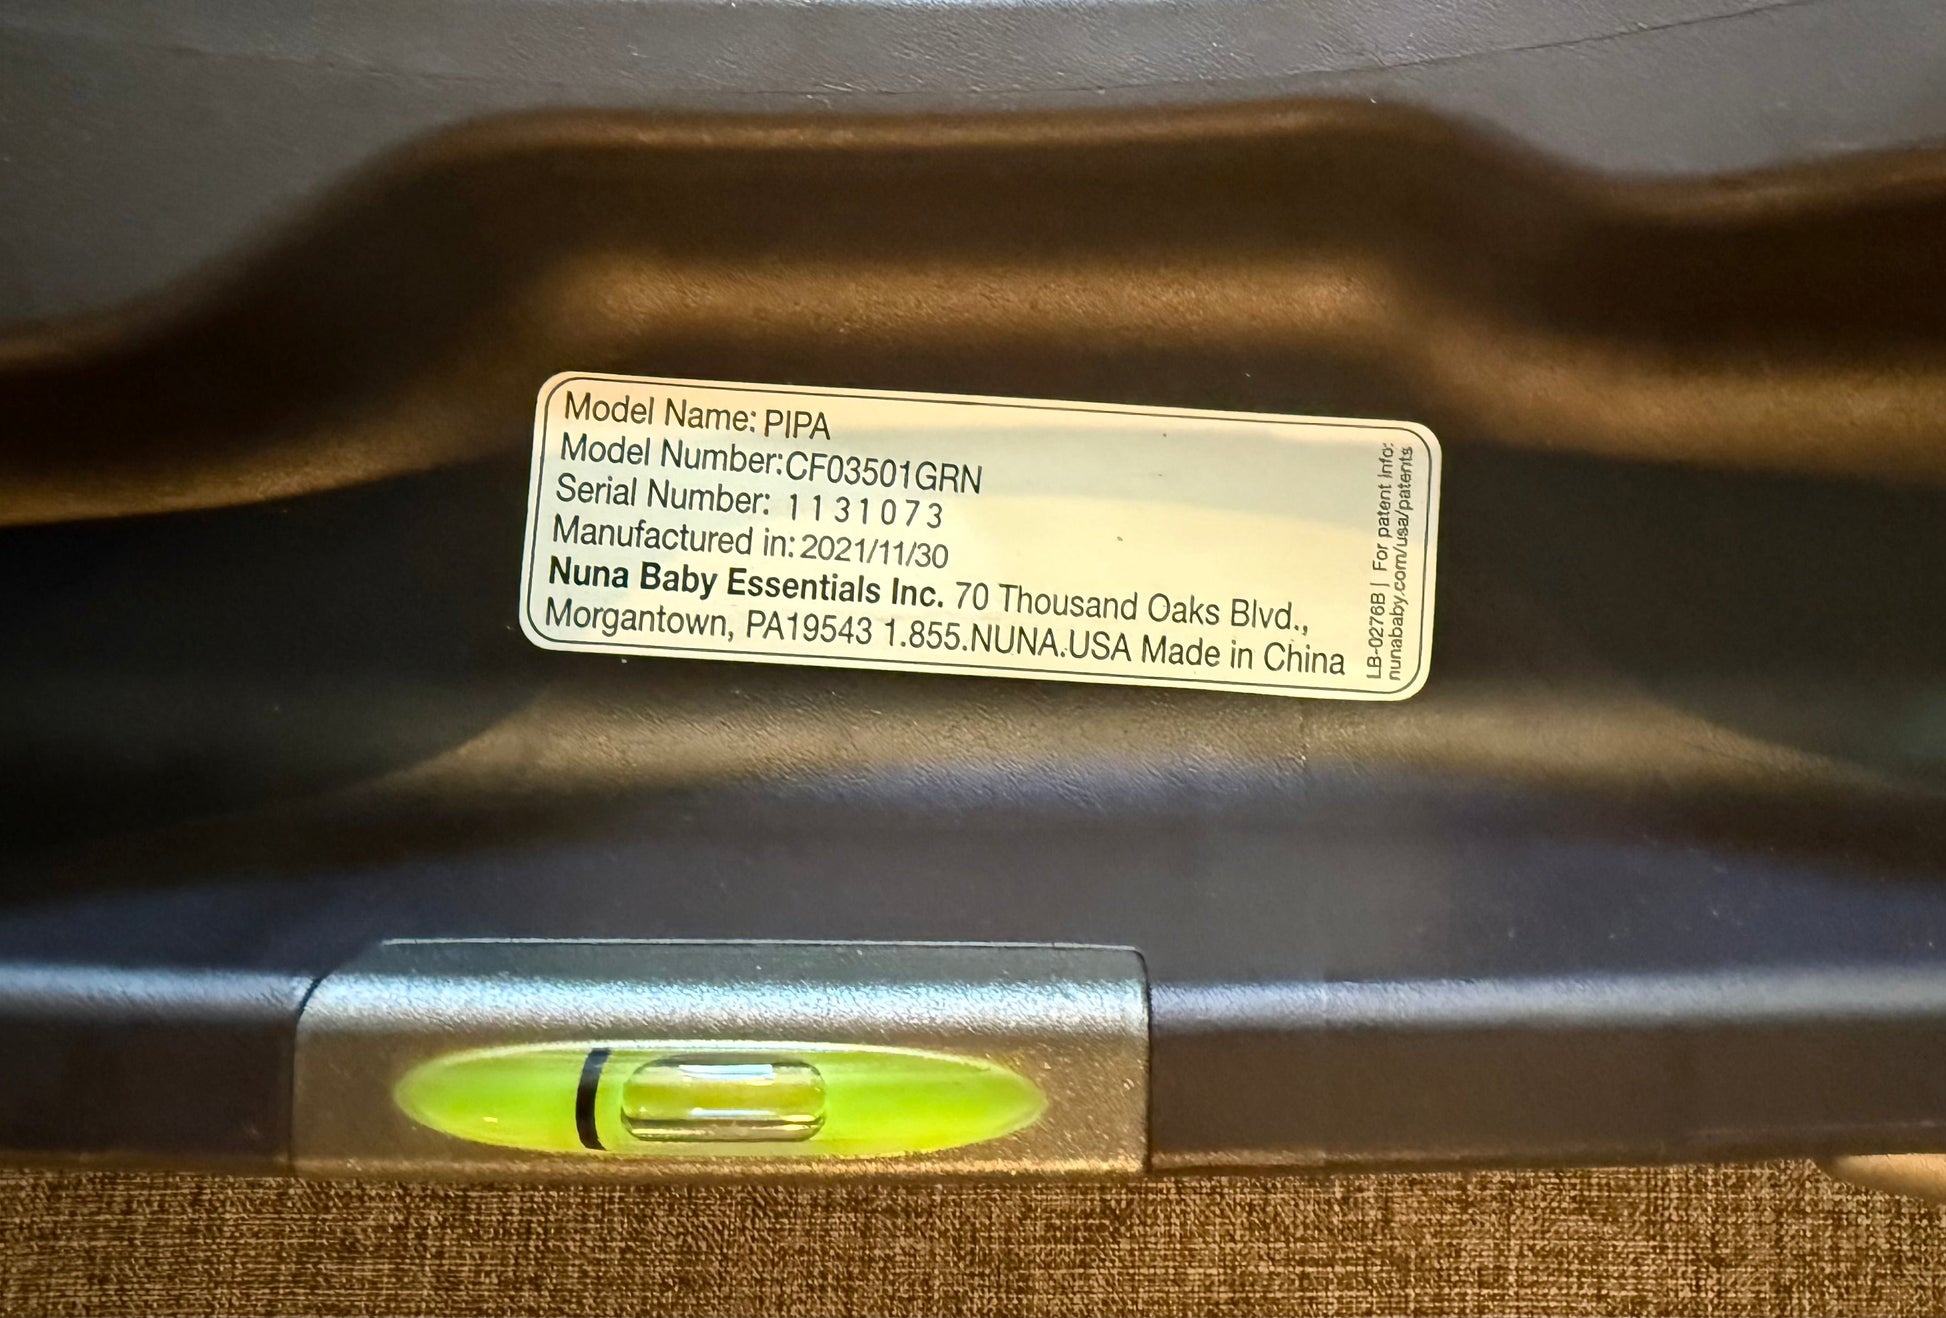 Model Name: PIPA
Model Number:CF03501GRN
Serial Number: 1131073
Manufactured in: 2021/11/30
Nuna Baby Essentials Inc. 70 Thousand Oaks Blvd.,
Morgantown, PA19543 1.855.NUNA.USA Made in China
LB-0276B | For patent info:
nunababy.com/usa/patents